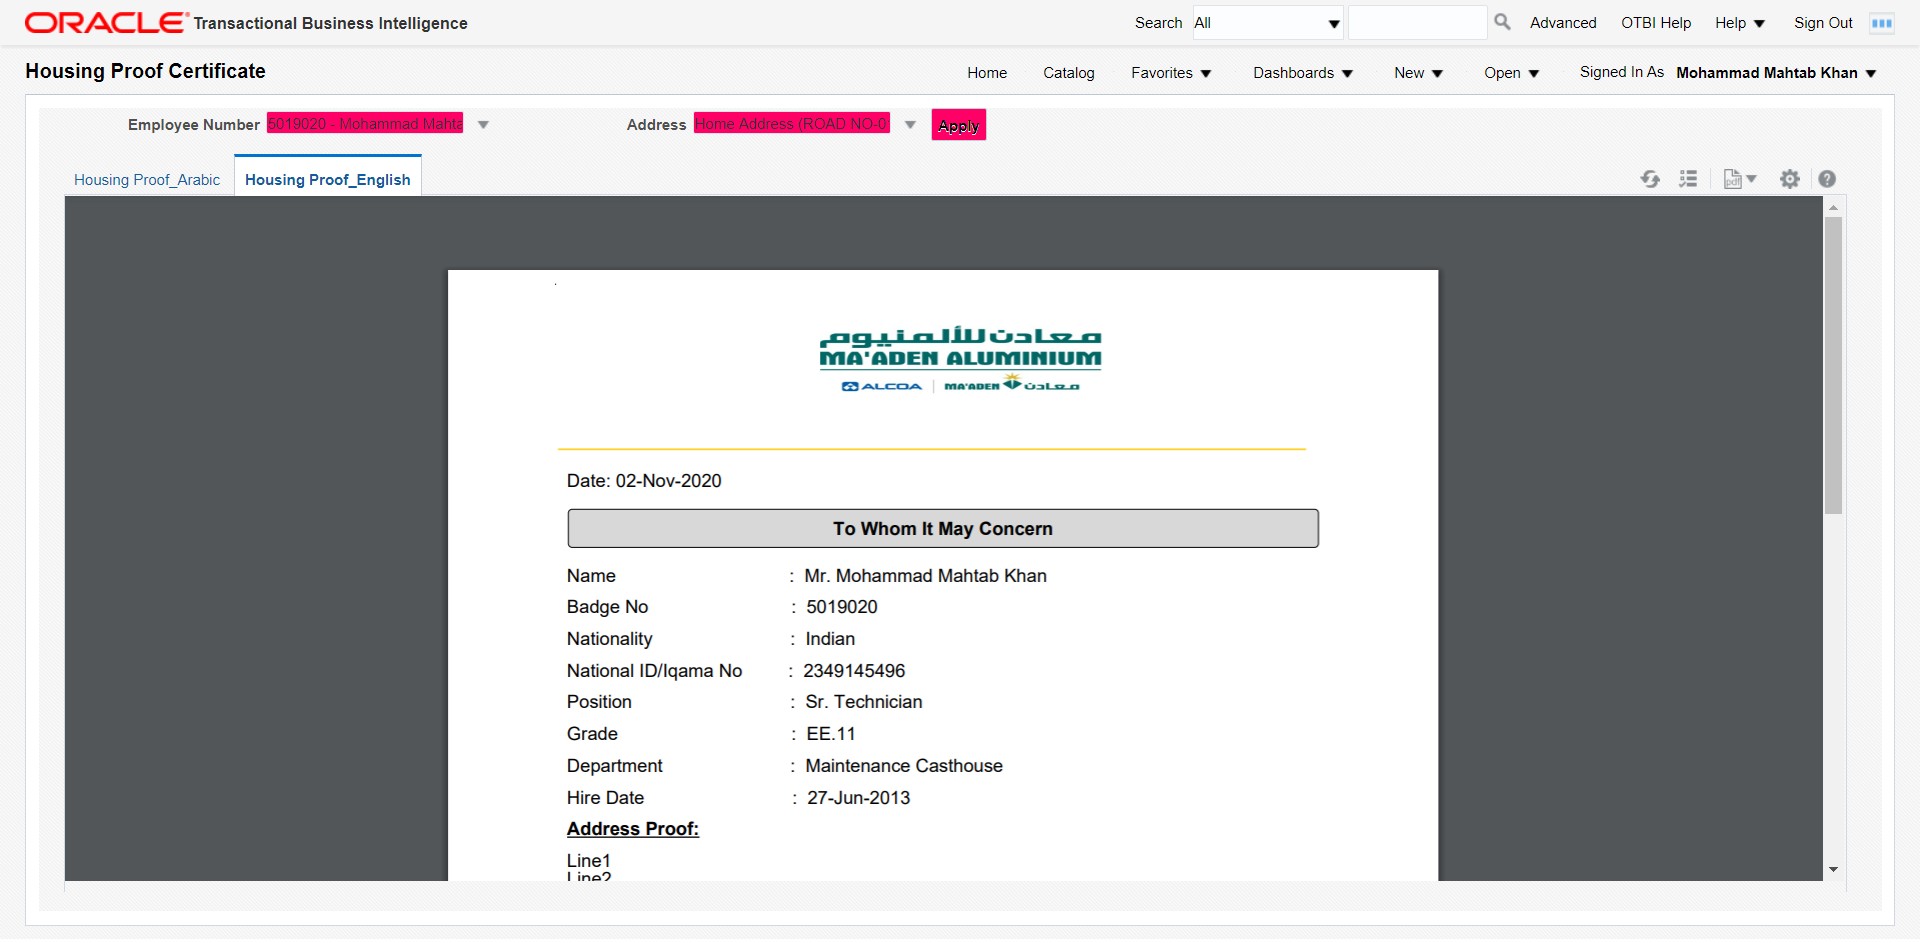 ORACLE Transactional Business Intelligence
Search All Advanced OTBI Help Help Sign Out
Housing Proof Certificate
Home Catalog Favorites Dashboards New Open Signed In As Mohammad Mahtab Khan
Employee Number 5019020 - Mohammad Mahta Address Home Address (ROAD NO-0 Apply
Housing Proof_Arabic Housing Proof_English
pdf
معادن للألمنيوم
MA'ADEN ALUMINIUM
ALCOA MA'ADEN معادن
Date: 02-Nov-2020
To Whom It May Concern
Name : Mr. Mohammad Mahtab Khan
Badge No : 5019020
Nationality : Indian
National ID/Iqama No : 2349145496
Position : Sr. Technician
Grade : EE.11
Department : Maintenance Casthouse
Hire Date : 27-Jun-2013
Address Proof:
Line1
Line2